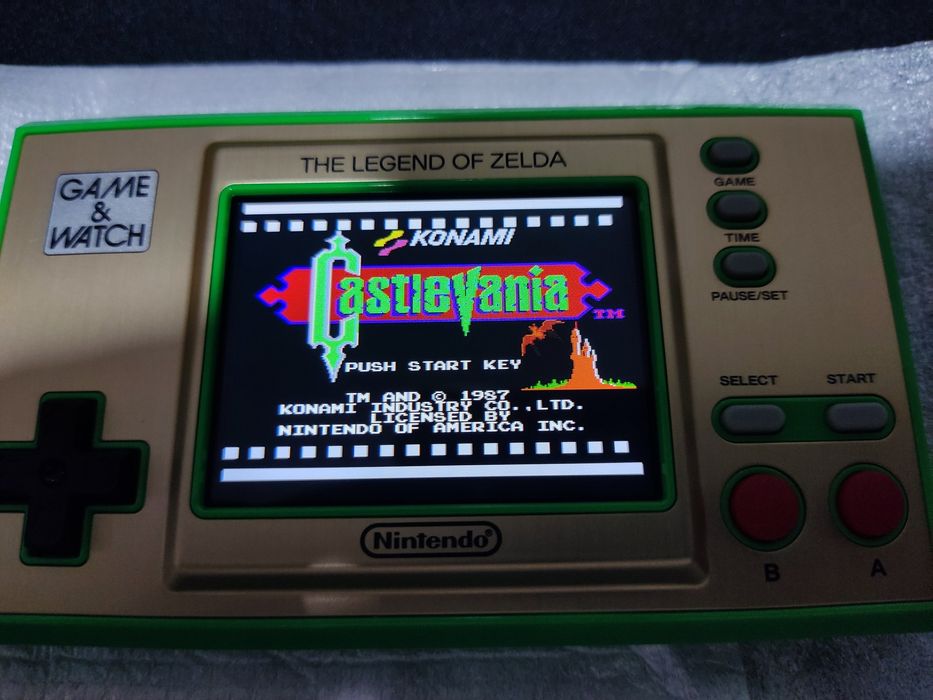 THE LEGEND OF ZELDA
GAME
&
WATCH
KONAMI
Castlevania
TM
PUSH START KEY
TM AND © 1987
KONAMI INDUSTRY CO.,LTD.
LICENSED BY
NINTENDO OF AMERICA INC.
Nintendo
GAME
TIME
PAUSE/SET
SELECT START
B A